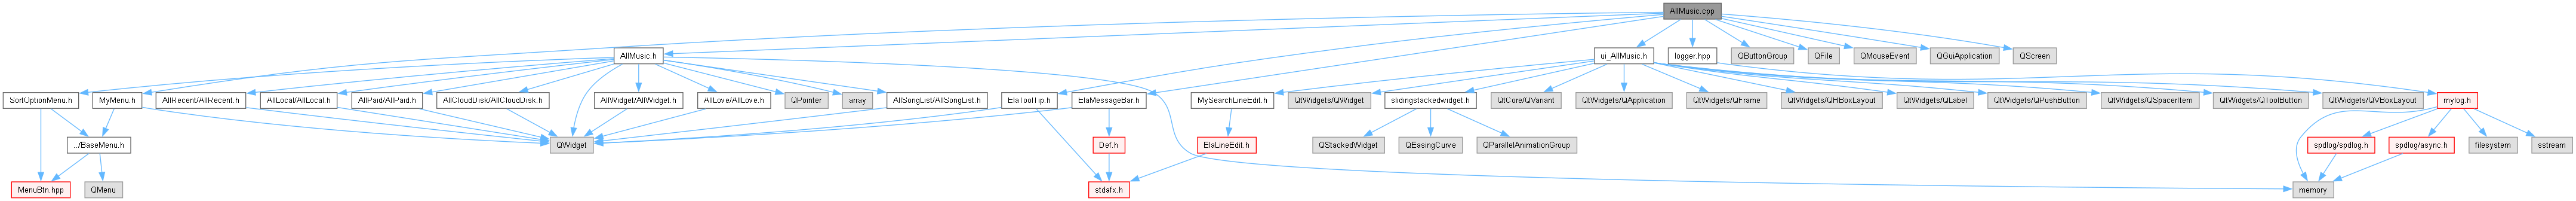 AllMusic.cpp
AllMusic.h
ui_AllMusic.h
logger.hpp
QButtonGroup
QFile
QMouseEvent
QGuiApplication
QScreen
SortOptionMenu.h
MyMenu.h
AllRecent/AllRecent.h
AllLocal/AllLocal.h
AllPaid/AllPaid.h
AllCloudDisk/AllCloudDisk.h
AllWidget/AllWidget.h
AllLove/AllLove.h
QPointer
array
AllSongList/AllSongList.h
ElaToolTip.h
ElaMessageBar.h
MySearchLineEdit.h
QtWidgets/QWidget
slidingstackedwidget.h
QtCore/QVariant
QtWidgets/QApplication
QtWidgets/QFrame
QtWidgets/QHBoxLayout
QtWidgets/QLabel
QtWidgets/QPushButton
QtWidgets/QSpacerItem
QtWidgets/QToolButton
QtWidgets/QVBoxLayout
mylog.h
../BaseMenu.h
QWidget
Def.h
ElaLineEdit.h
QStackedWidget
QEasingCurve
QParallelAnimationGroup
spdlog/spdlog.h
spdlog/async.h
filesystem
sstream
MenuBtn.hpp
QMenu
stdafx.h
memory